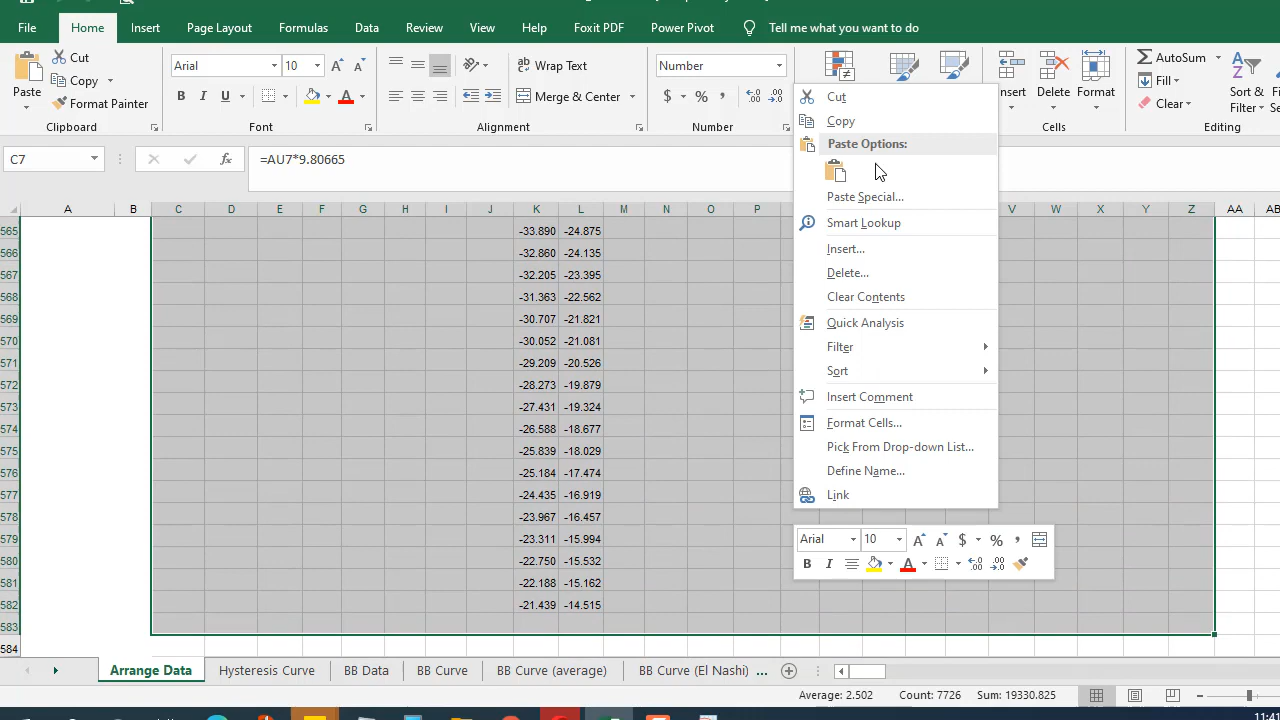 File Home Insert Page Layout Formulas Data Review View Help Foxit PDF Power Pivot Tell me what you want to do
Paste Cut Copy Format Painter Clipboard
Arial 10 A A B I U A Font
Wrap Text Merge & Center Alignment
Number $ % , Number
Insert Delete Format Cells
AutoSum Fill Clear Sort & Filter Editing
C7 fx =AU7*9.80665
A B C D E F G H I J K L M N O P V W X Y Z AA AB
565 -33.890 -24.875
566 -32.860 -24.135
567 -32.205 -23.395
568 -31.363 -22.562
569 -30.707 -21.821
570 -30.052 -21.081
571 -29.209 -20.526
572 -28.273 -19.879
573 -27.431 -19.324
574 -26.588 -18.677
575 -25.839 -18.029
576 -25.184 -17.474
577 -24.435 -16.919
578 -23.967 -16.457
579 -23.311 -15.994
580 -22.750 -15.532
581 -22.188 -15.162
582 -21.439 -14.515
583
584
Cut
Copy
Paste Options:
Paste Special...
Smart Lookup
Insert...
Delete...
Clear Contents
Quick Analysis
Filter
Sort
Insert Comment
Format Cells...
Pick From Drop-down List...
Define Name...
Link
Arial 10 A A $ % ,
B I A
Arrange Data Hysteresis Curve BB Data BB Curve BB Curve (average) BB Curve (El Nashi) ...
Average: 2.502 Count: 7726 Sum: 19330.825